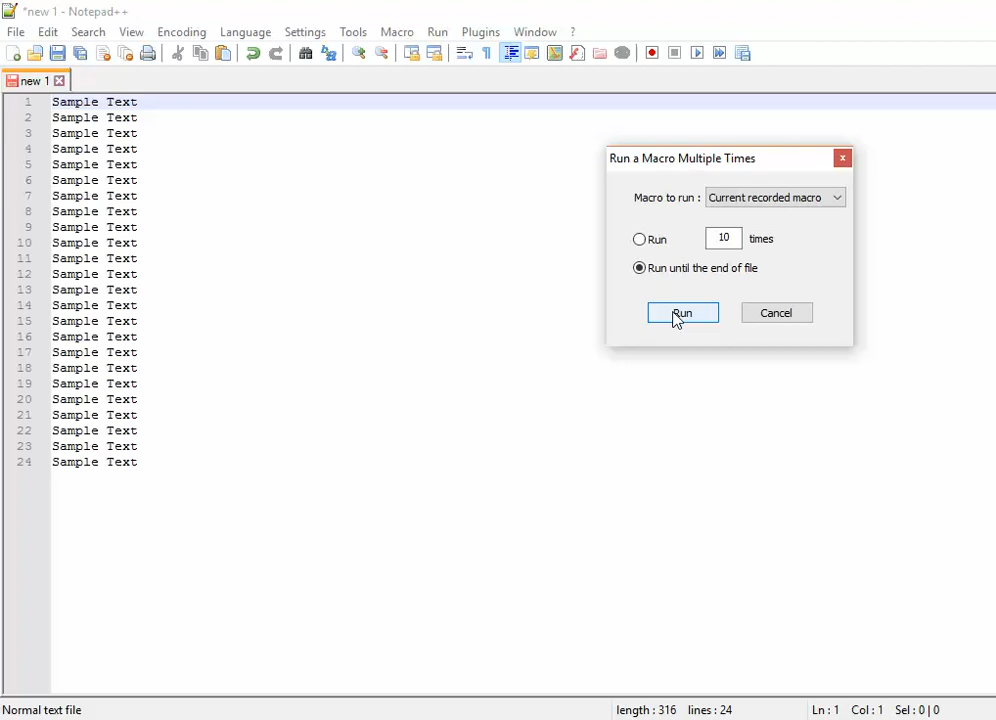 *new 1 - Notepad++
File Edit Search View Encoding Language Settings Tools Macro Run Plugins Window ?
new 1
1 Sample Text
2 Sample Text
3 Sample Text
4 Sample Text
5 Sample Text
6 Sample Text
7 Sample Text
8 Sample Text
9 Sample Text
10 Sample Text
11 Sample Text
12 Sample Text
13 Sample Text
14 Sample Text
15 Sample Text
16 Sample Text
17 Sample Text
18 Sample Text
19 Sample Text
20 Sample Text
21 Sample Text
22 Sample Text
23 Sample Text
24 Sample Text
Run a Macro Multiple Times
Macro to run : Current recorded macro
Run 10 times
Run until the end of file
Run Cancel
Normal text file length : 316 lines : 24 Ln : 1 Col : 1 Sel : 0 | 0